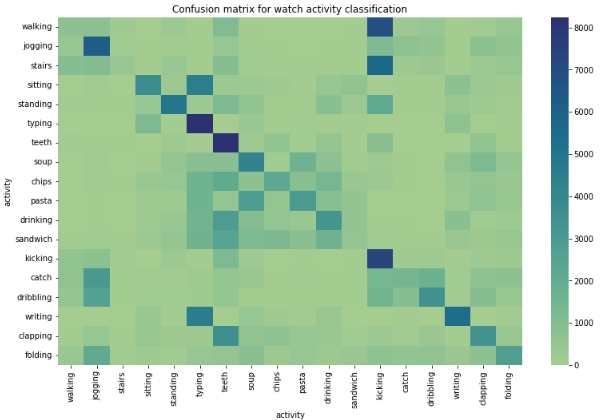 Confusion matrix for watch activity classification
activity
walking
jogging
stairs
sitting
standing
typing
teeth
soup
chips
pasta
drinking
sandwich
kicking
catch
dribbling
writing
clapping
folding
walking
jogging
stairs
sitting
standing
typing
teeth
soup
chips
pasta
drinking
sandwich
kicking
catch
dribbling
writing
clapping
folding
activity
8000
7000
6000
5000
4000
3000
2000
1000
0